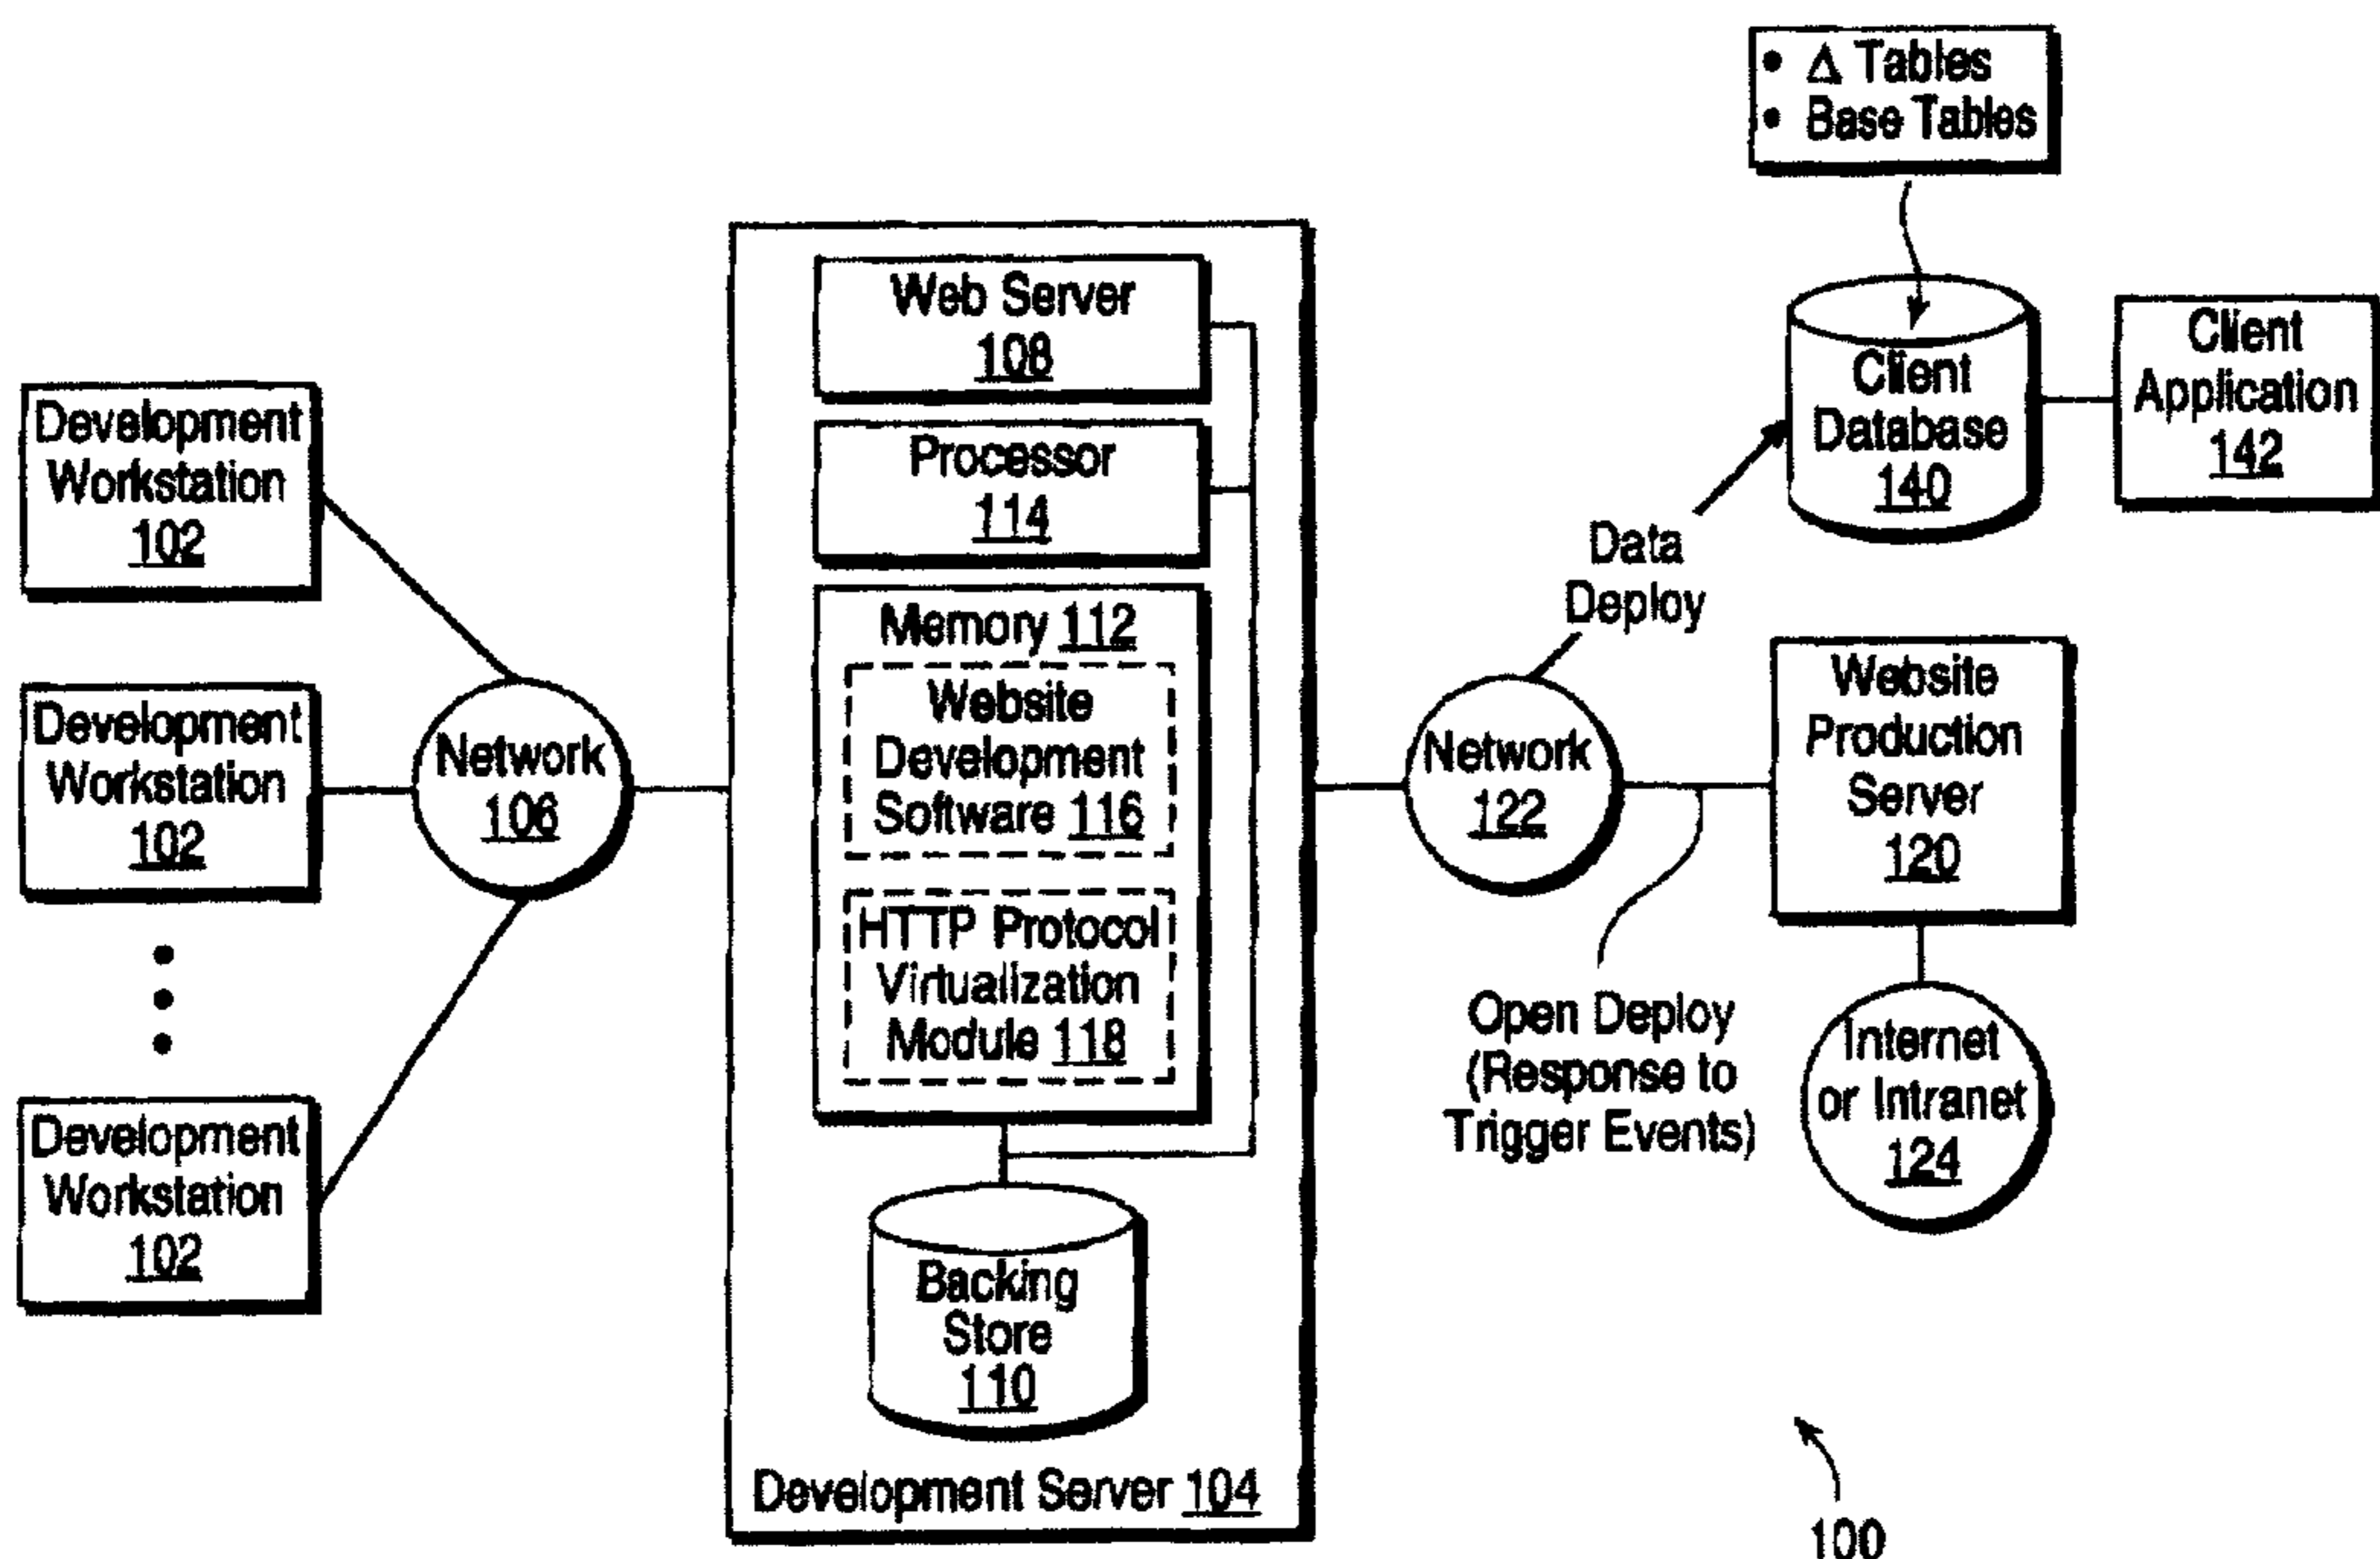 • Δ Tables
• Base Tables
Development
Workstation
102
Development
Workstation
102
Development
Workstation
102
Network
106
Web Server
108
Processor
114
Memory 112
Website
Development
Software 116
HTTP Protocol
Virtualization
Module 118
Backing
Store
110
Development Server 104
Network
122
Data
Deploy
Client
Database
140
Client
Application
142
Website
Production
Server
120
Open Deploy
(Response to
Trigger Events)
Internet
or Intranet
124
100